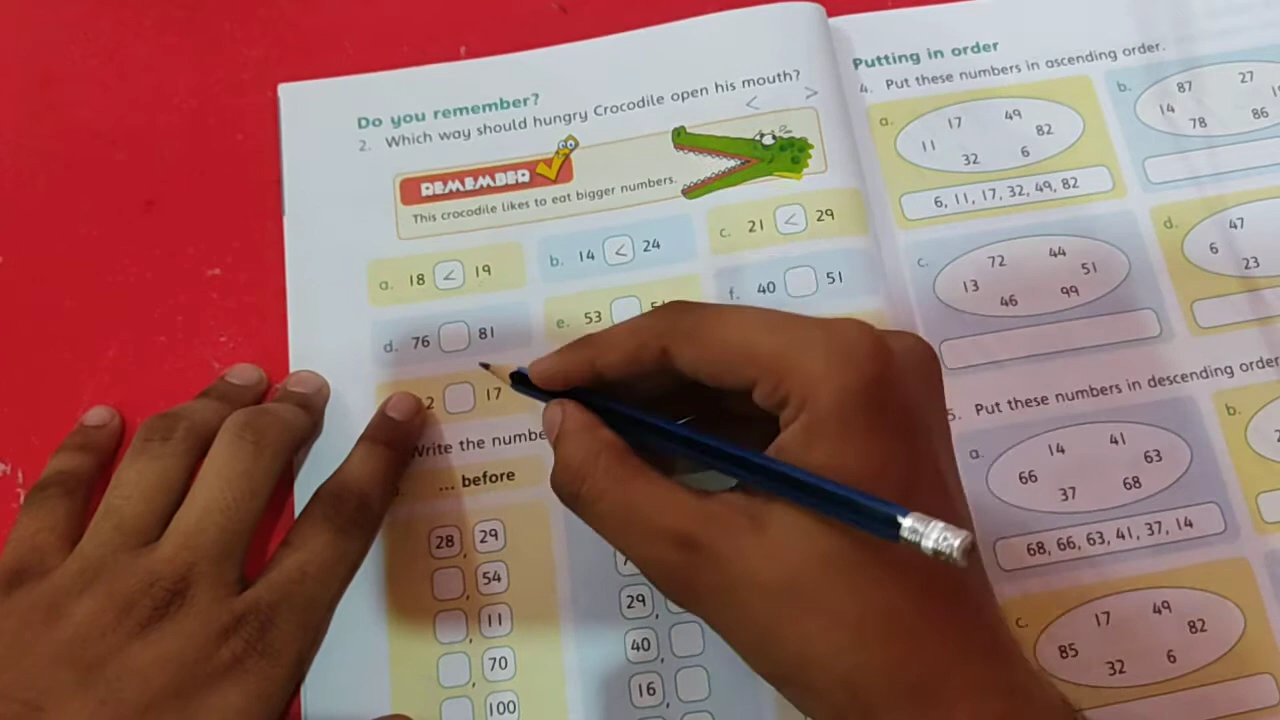 Do you remember?
2. Which way should hungry Crocodile open his mouth?
< >
REMEMBER
This crocodile likes to eat bigger numbers.
a. 18 < 19
b. 14 < 24
c. 21 < 29
d. 76 81
e. 53
f. 40 51
2 17
Write the numbe
... before
28, 29
, 54
, 11
, 70
, 100
29,
40,
16,
Putting in order
4. Put these numbers in ascending order.
a. 17 49
11 82
32 6
6, 11, 17, 32, 49, 82
b. 87 27
14
78 86
c. 72 44
13 51
46 99
d. 47
6
23
5. Put these numbers in descending order
a. 14 41
66 63
37 68
68, 66, 63, 41, 37, 14
b.
c. 17 49
85 82
32 6